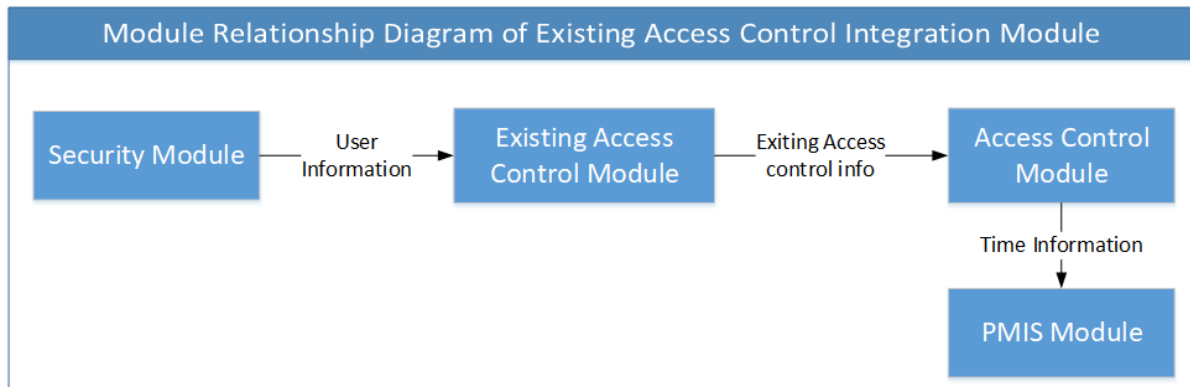 Module Relationship Diagram of Existing Access Control Integration Module
Security Module
User
Information
Existing Access
Control Module
Exiting Access
control info
Access Control
Module
Time Information
PMIS Module